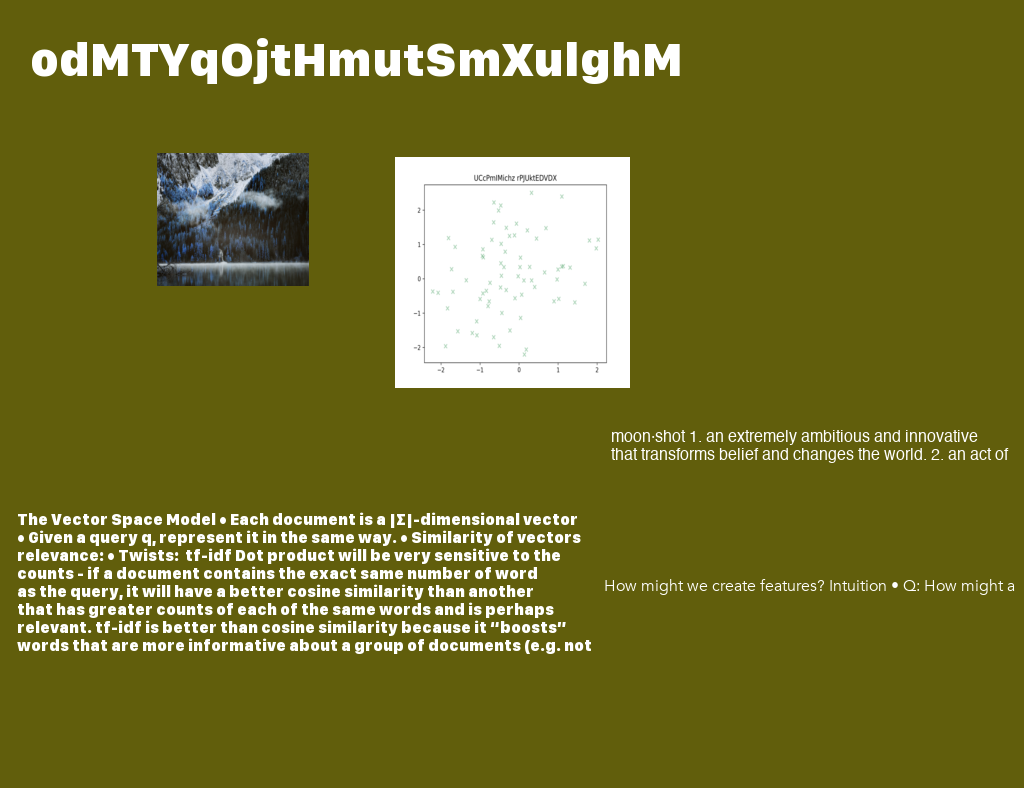 odMTYqOjtHmutSmXulghM
UCcPmIMichz rPJUktEDVDX
2
1
0
−1
−2
−2
−1
0
1
2
moon·shot 1. an extremely ambitious and innovative
that transforms belief and changes the world. 2. an act of
The Vector Space Model • Each document is a |Σ|-dimensional vector
• Given a query q, represent it in the same way. • Similarity of vectors
relevance: • Twists: tf-idf Dot product will be very sensitive to the
counts - if a document contains the exact same number of word
as the query, it will have a better cosine similarity than another
that has greater counts of each of the same words and is perhaps
relevant. tf-idf is better than cosine similarity because it “boosts”
words that are more informative about a group of documents (e.g. not
How might we create features? Intuition • Q: How might a